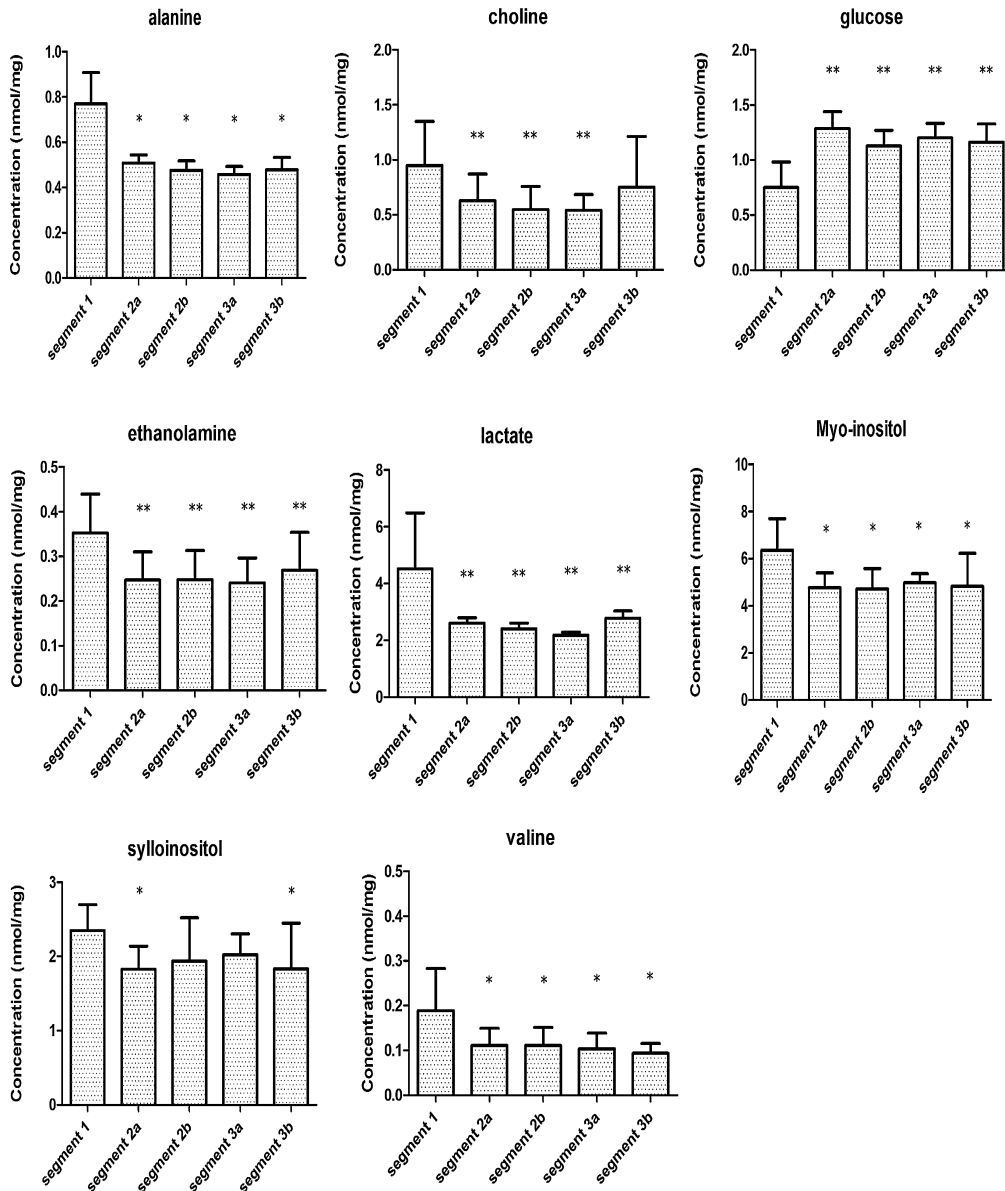 alanine
Concentration (nmol/mg)
1.0
0.8
0.6
0.4
0.2
0.0
* * * *
segment 1
segment 2a
segment 2b
segment 3a
segment 3b
choline
Concentration (nmol/mg)
2.0
1.5
1.0
0.5
0.0
** ** **
segment 1
segment 2a
segment 2b
segment 3a
segment 3b
glucose
Concentration (nmol/mg)
2.0
1.5
1.0
0.5
0.0
** ** ** **
segment 1
segment 2a
segment 2b
segment 3a
segment 3b
ethanolamine
Concentration (nmol/mg)
0.5
0.4
0.3
0.2
0.1
0.0
** ** ** **
segment 1
segment 2a
segment 2b
segment 3a
segment 3b
lactate
Concentration (nmol/mg)
8
6
4
2
0
** ** ** **
segment 1
segment 2a
segment 2b
segment 3a
segment 3b
Myo-inositol
Concentration (nmol/mg)
10
8
6
4
2
0
* * * *
segment 1
segment 2a
segment 2b
segment 3a
segment 3b
sylloinositol
Concentration (nmol/mg)
3
2
1
0
* *
segment 1
segment 2a
segment 2b
segment 3a
segment 3b
valine
Concentration (nmol/mg)
0.5
0.4
0.3
0.2
0.1
0.0
* * * *
segment 1
segment 2a
segment 2b
segment 3a
segment 3b